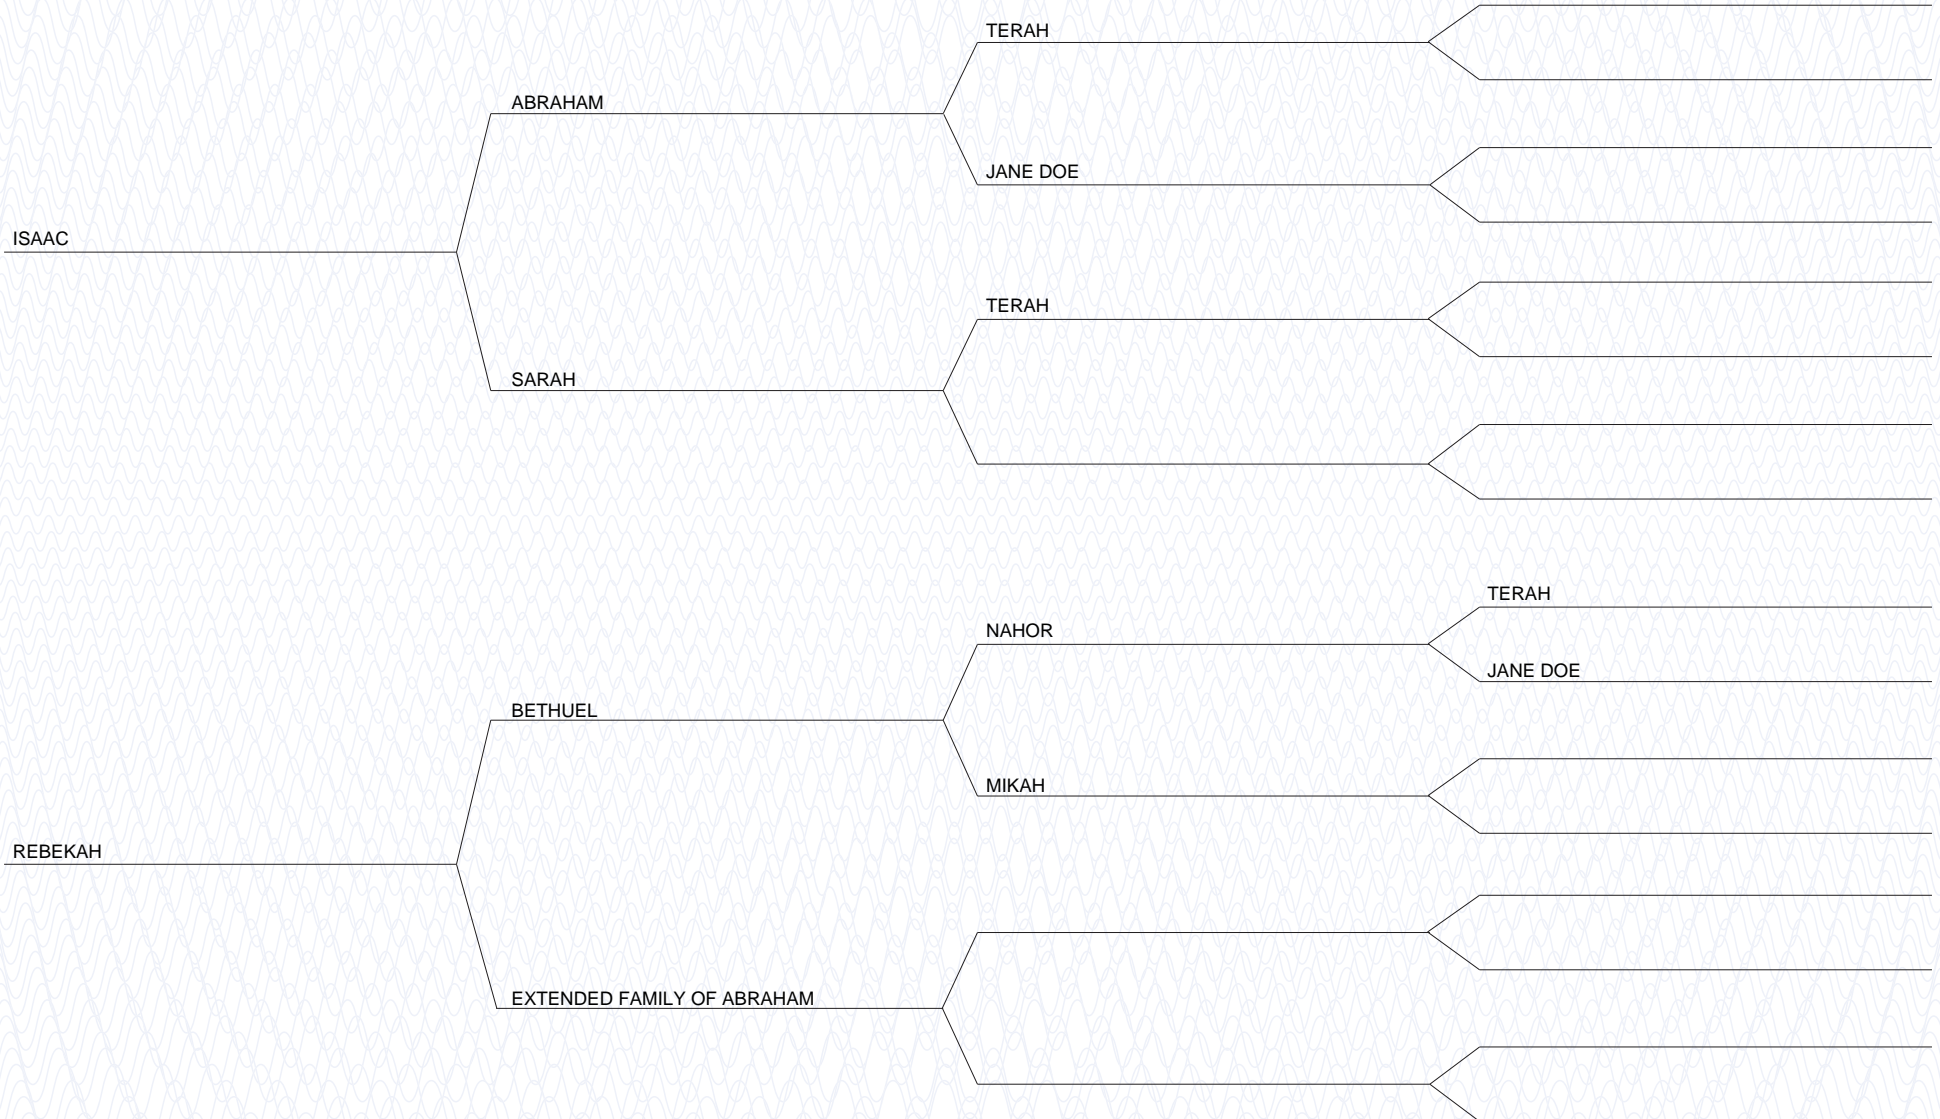 TERAH
ABRAHAM
JANE DOE
ISAAC
TERAH
SARAH
TERAH
NAHOR
JANE DOE
BETHUEL
MIKAH
REBEKAH
EXTENDED FAMILY OF ABRAHAM